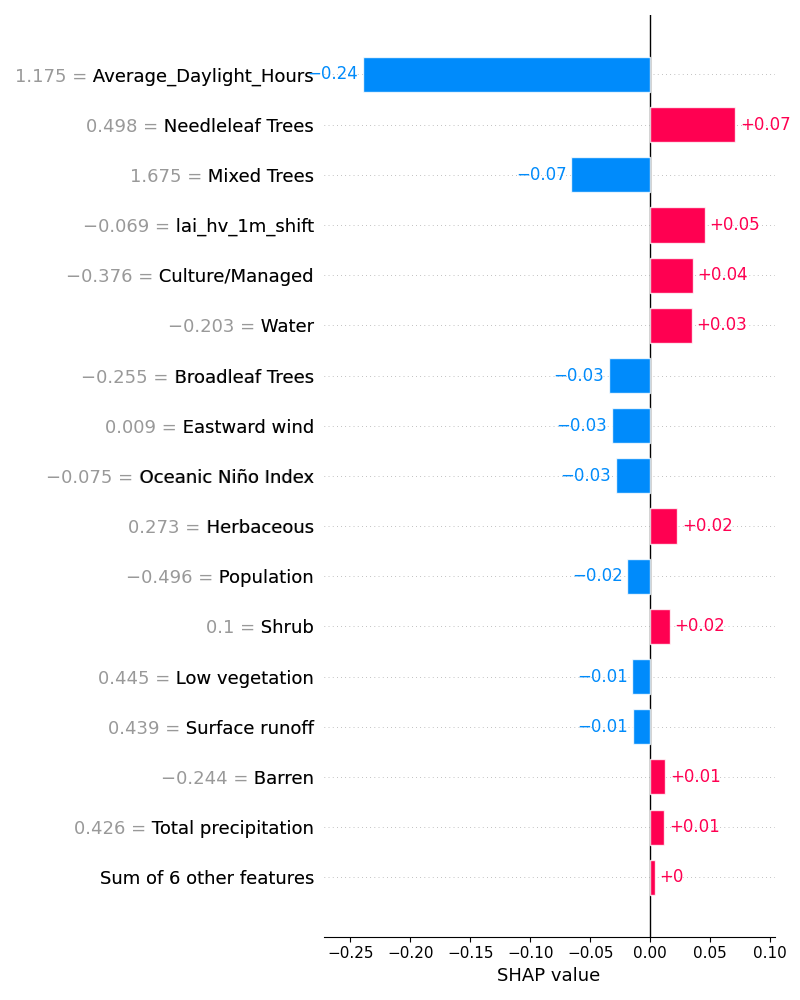 1.175 = Average_Daylight_Hours −0.24
0.498 = Needleleaf Trees +0.07
1.675 = Mixed Trees −0.07
−0.069 = lai_hv_1m_shift +0.05
−0.376 = Culture/Managed +0.04
−0.203 = Water +0.03
−0.255 = Broadleaf Trees −0.03
0.009 = Eastward wind −0.03
−0.075 = Oceanic Niño Index −0.03
0.273 = Herbaceous +0.02
−0.496 = Population −0.02
0.1 = Shrub +0.02
0.445 = Low vegetation −0.01
0.439 = Surface runoff −0.01
−0.244 = Barren +0.01
0.426 = Total precipitation +0.01
Sum of 6 other features +0
−0.25 −0.20 −0.15 −0.10 −0.05 0.00 0.05 0.10
SHAP value